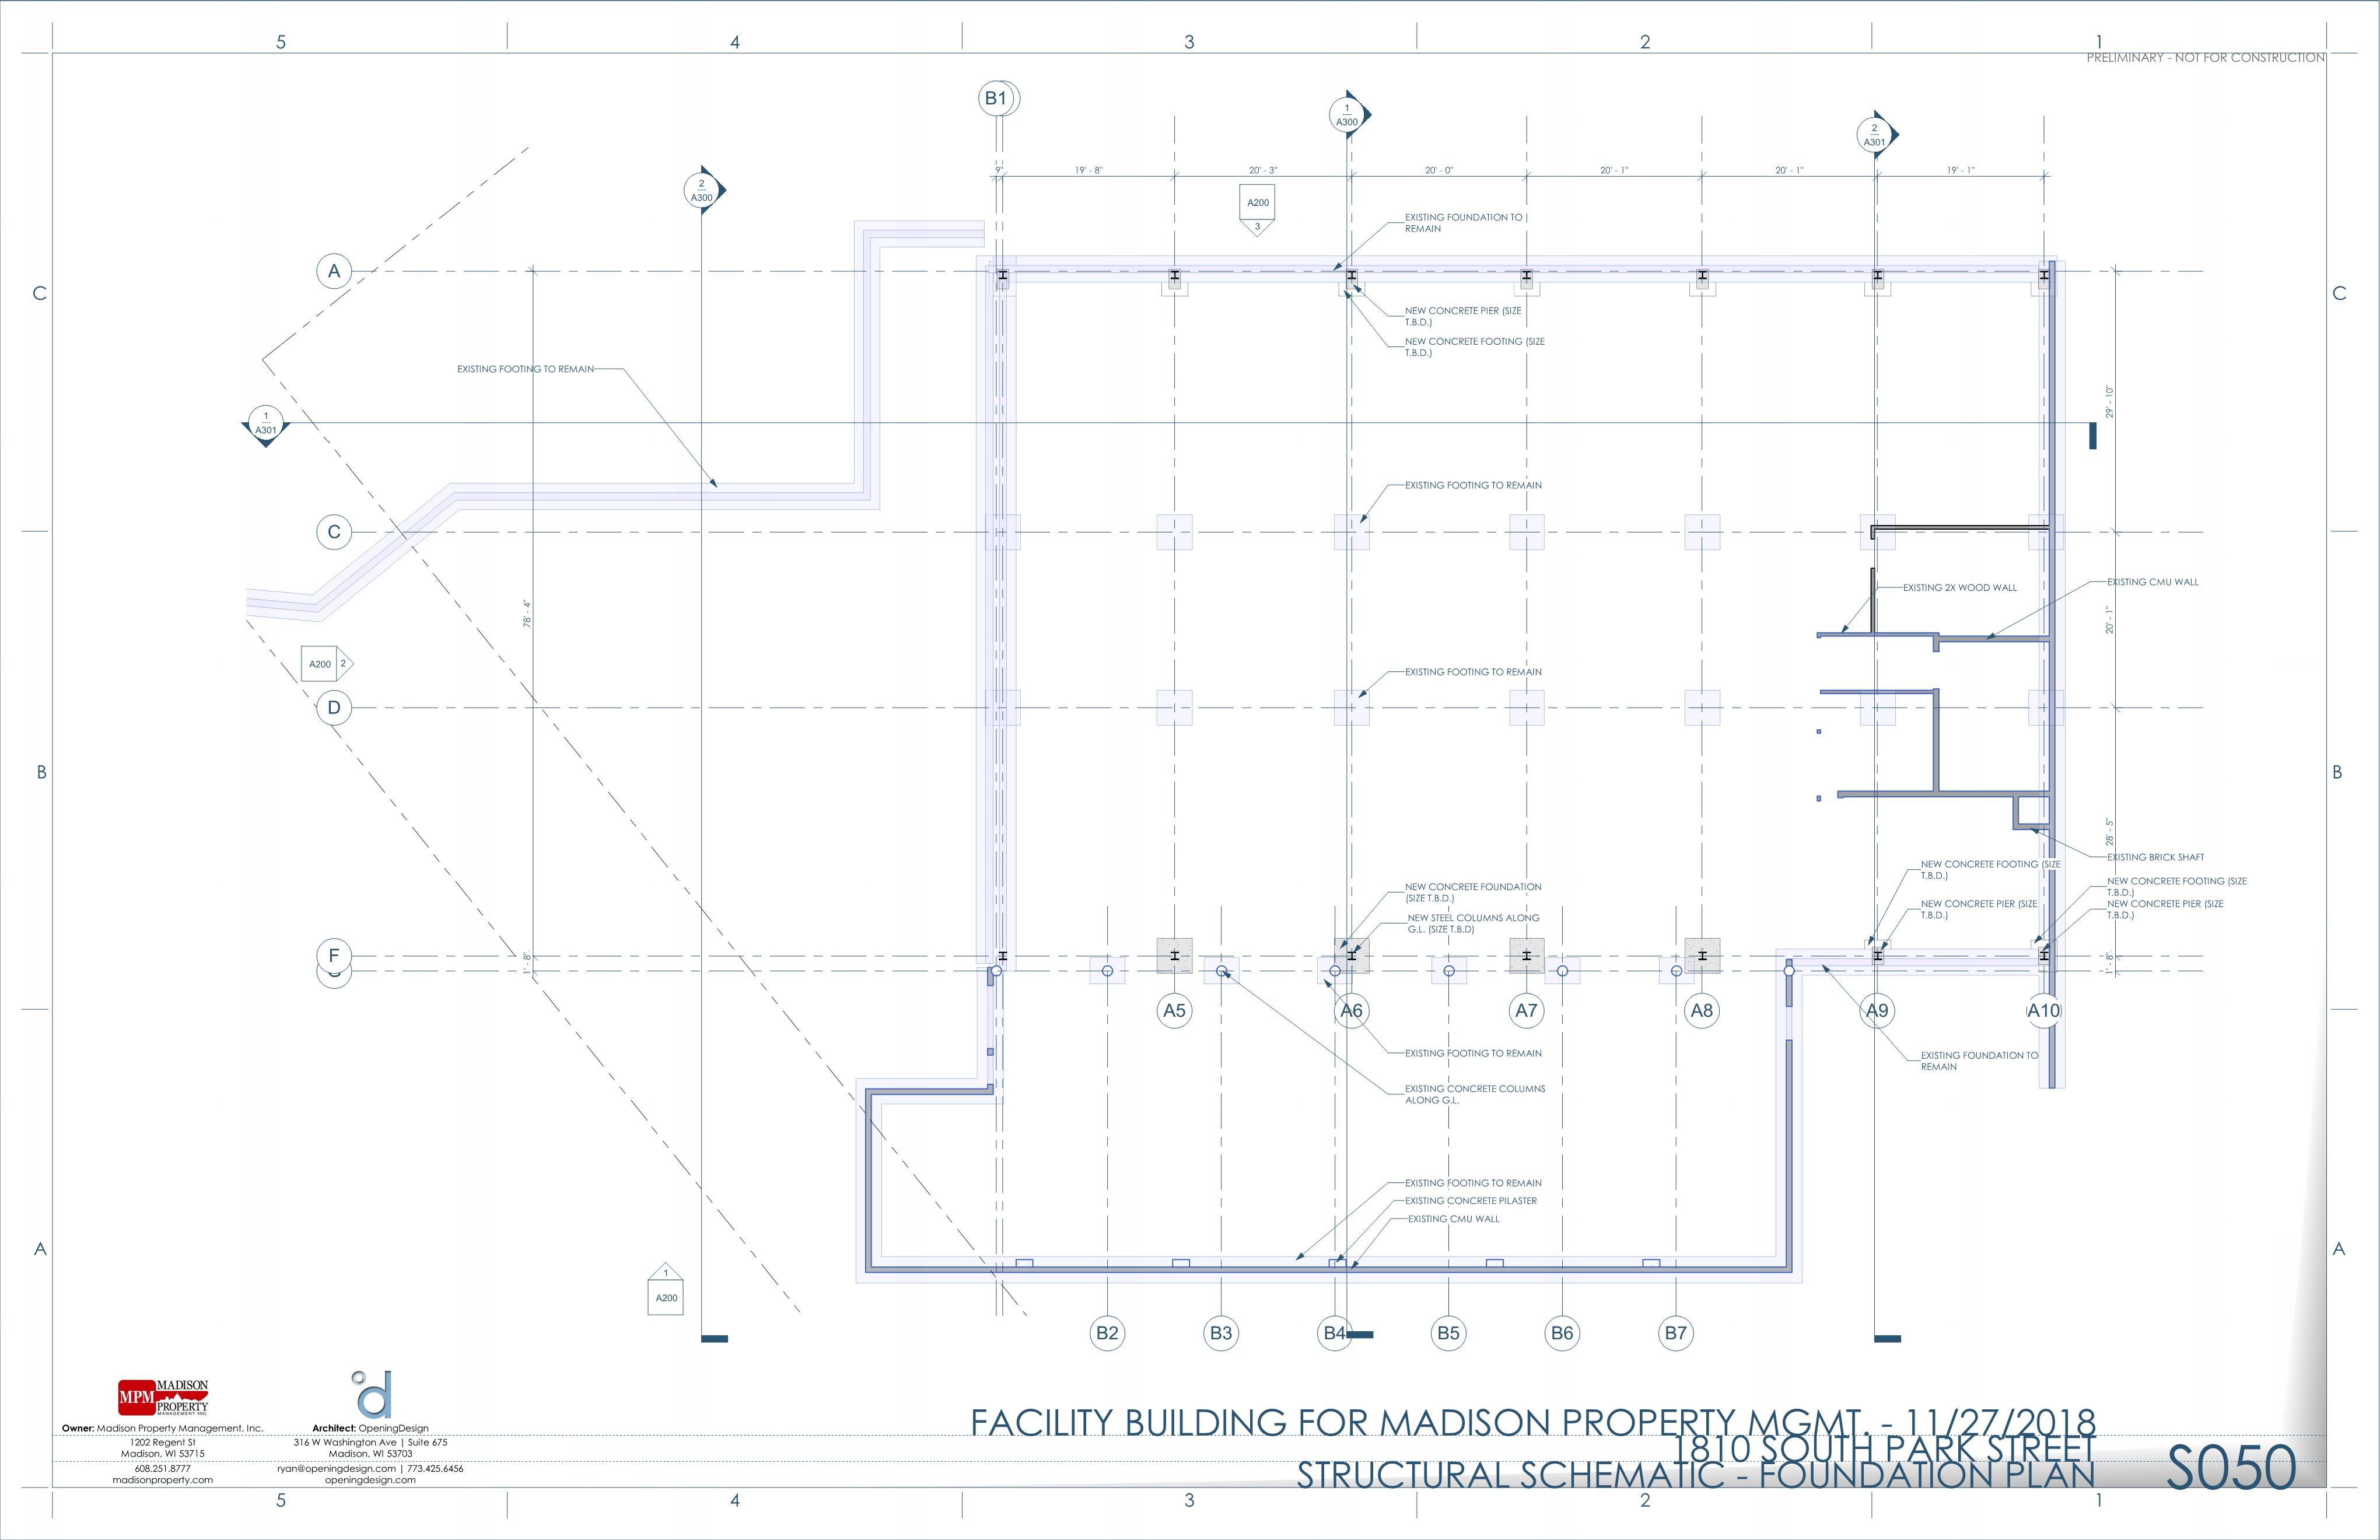 5
4
3
2
1
PRELIMINARY - NOT FOR CONSTRUCTION
B1
1
A300
2
A301
2
A300
9"
19' - 8"
20' - 3"
20' - 0"
20' - 1"
20' - 1"
19' - 1"
A200
3
EXISTING FOUNDATION TO
REMAIN
A
C
C
NEW CONCRETE PIER (SIZE
T.B.D.)
NEW CONCRETE FOOTING (SIZE
T.B.D.)
EXISTING FOOTING TO REMAIN
29' - 10"
1
A301
EXISTING FOOTING TO REMAIN
C
EXISTING 2X WOOD WALL
EXISTING CMU WALL
78' - 4"
20' - 1"
A200
2
EXISTING FOOTING TO REMAIN
D
B
B
28' - 5"
EXISTING BRICK SHAFT
NEW CONCRETE FOOTING (SIZE
T.B.D.)
NEW CONCRETE FOOTING (SIZE
T.B.D.)
NEW CONCRETE FOUNDATION
(SIZE T.B.D.)
NEW CONCRETE PIER (SIZE
T.B.D.)
NEW CONCRETE PIER (SIZE
T.B.D.)
NEW STEEL COLUMNS ALONG
G.L. (SIZE T.B.D)
F
1' - 8"
1' - 8"
A5
A6
A7
A8
A9
A10
EXISTING FOOTING TO REMAIN
EXISTING FOUNDATION TO
REMAIN
EXISTING CONCRETE COLUMNS
ALONG G.L.
EXISTING FOOTING TO REMAIN
EXISTING CONCRETE PILASTER
EXISTING CMU WALL
A
A
1
A200
B2
B3
B4
B5
B6
B7
MPM MADISON
PROPERTY
MANAGEMENT INC.
d
Owner: Madison Property Management, Inc.
1202 Regent St
Madison, WI 53715
608.251.8777
madisonproperty.com
Architect: OpeningDesign
316 W Washington Ave | Suite 675
Madison, WI 53703
ryan@openingdesign.com | 773.425.6456
openingdesign.com
FACILITY BUILDING FOR MADISON PROPERTY MGMT. - 11/27/2018
1810 SOUTH PARK STREET
STRUCTURAL SCHEMATIC - FOUNDATION PLAN
S050
5
4
3
2
1